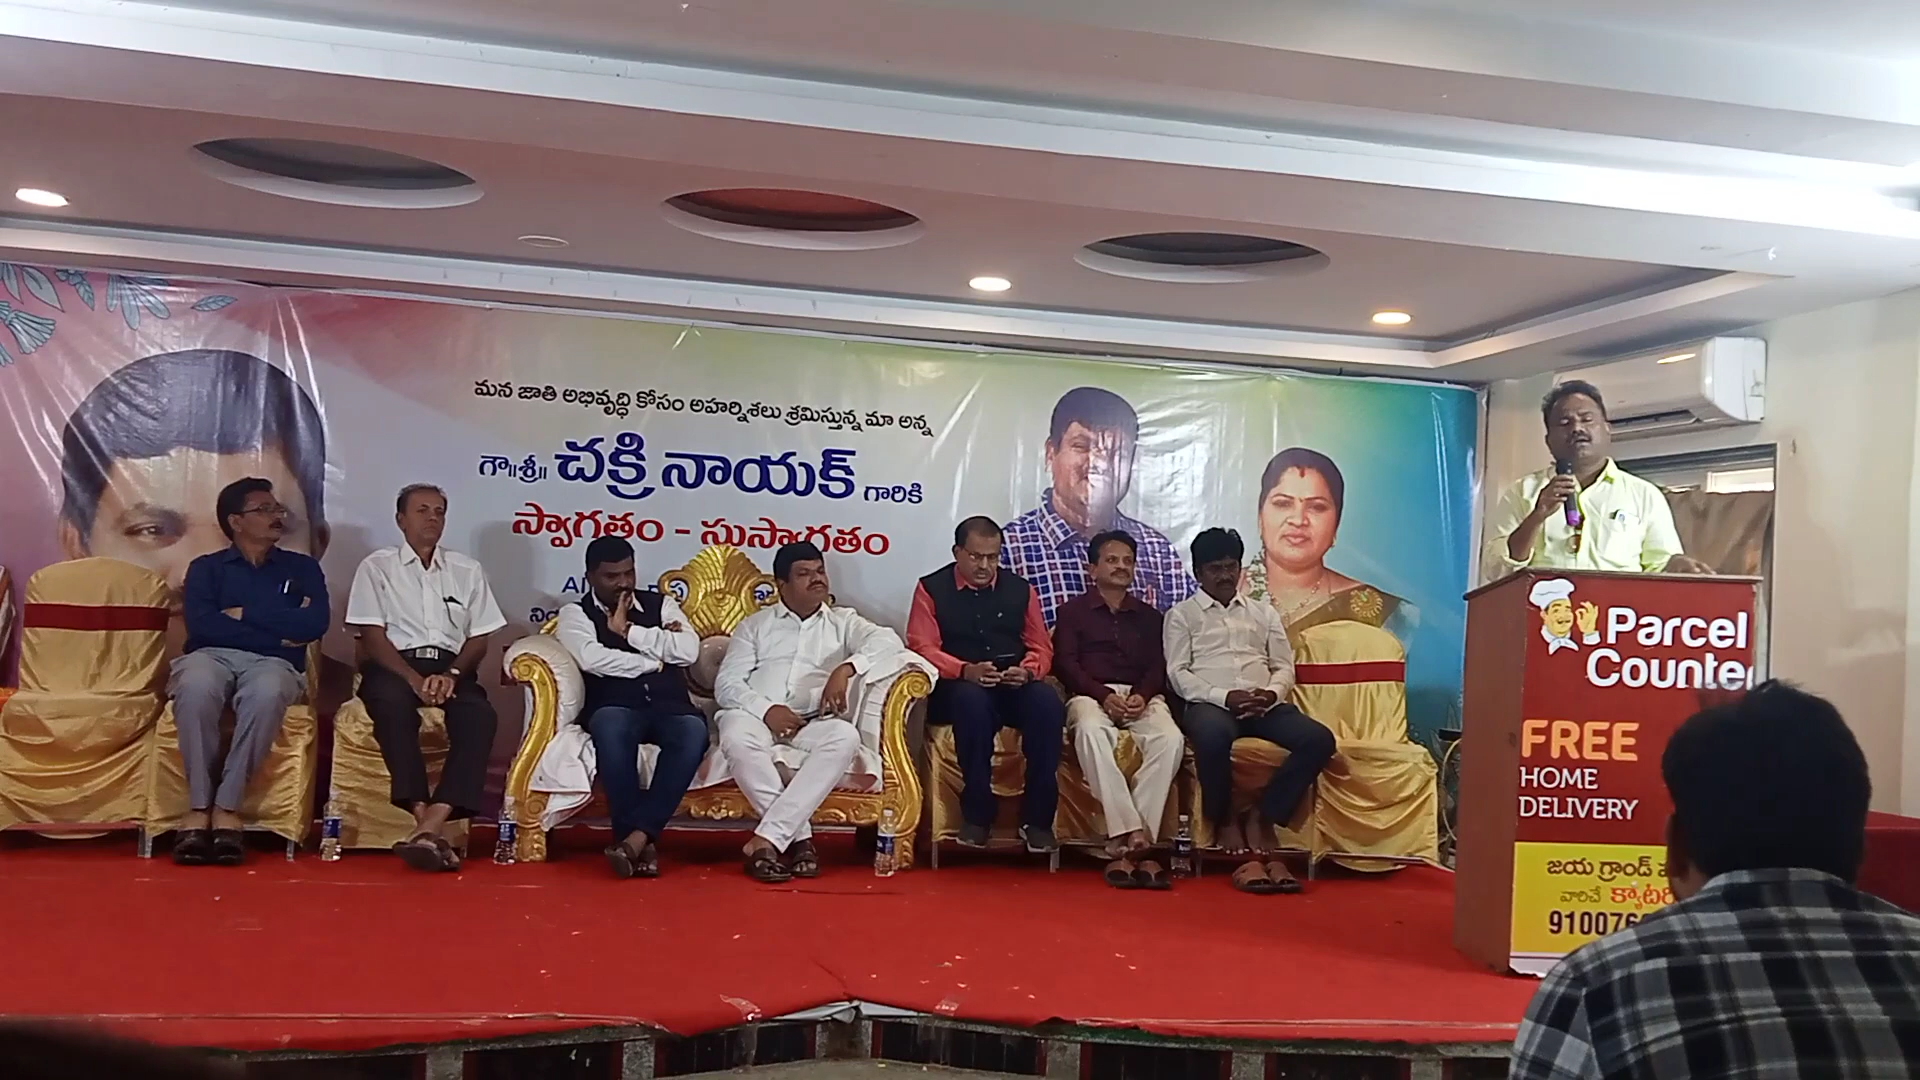 మన జాతి అభివృద్ధి కోసం అహర్నిశలు శ్రమిస్తున్న మా అన్న
గౌ||శ్రీ|| చక్రి నాయక్ గారికి
స్వాగతం - సుస్వాగతం
Parcel
Counter
FREE
HOME
DELIVERY
జయ గ్రాండ్
వారిచే